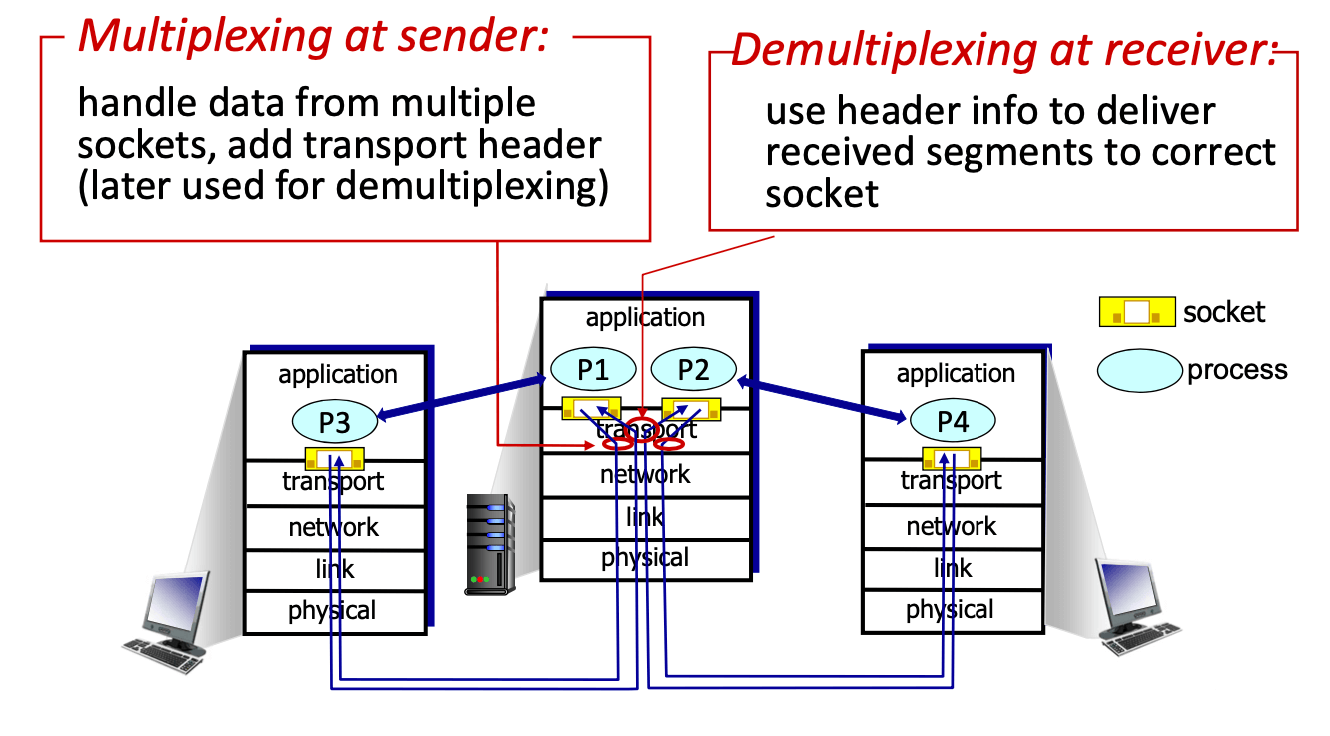 Multiplexing at sender:
handle data from multiple
sockets, add transport header
(later used for demultiplexing)
Demultiplexing at receiver:
use header info to deliver
received segments to correct
socket
socket
process
application
P3
transport
network
link
physical
application
P1
P2
transport
network
link
physical
application
P4
transport
network
link
physical